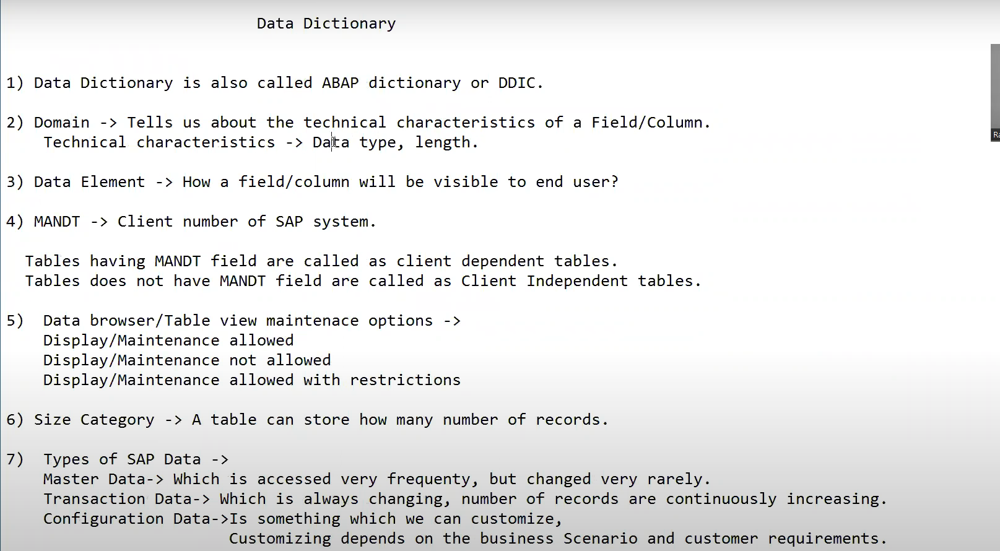 Data Dictionary
1) Data Dictionary is also called ABAP dictionary or DDIC.
2) Domain -> Tells us about the technical characteristics of a Field/Column.
Technical characteristics -> Data type, length.
3) Data Element -> How a field/column will be visible to end user?
4) MANDT -> Client number of SAP system.
Tables having MANDT field are called as client dependent tables.
Tables does not have MANDT field are called as Client Independent tables.
5) Data browser/Table view maintenace options ->
Display/Maintenance allowed
Display/Maintenance not allowed
Display/Maintenance allowed with restrictions
6) Size Category -> A table can store how many number of records.
7) Types of SAP Data ->
Master Data-> Which is accessed very frequenty, but changed very rarely.
Transaction Data-> Which is always changing, number of records are continuously increasing.
Configuration Data->Is something which we can customize,
Customizing depends on the business Scenario and customer requirements.